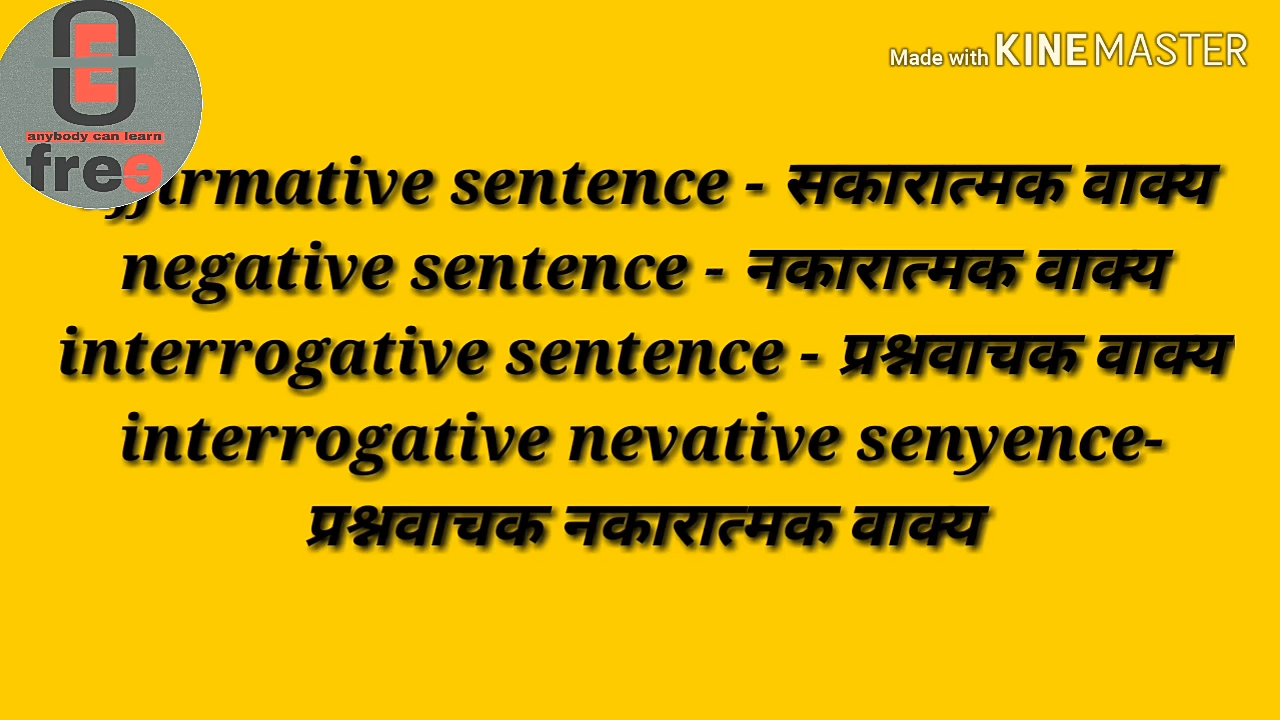 anybody can learn
free
Made with KINEMASTER
sentence - सकारात्मक वाक्य
negative sentence - नकारात्मक वाक्य
interrogative sentence - प्रश्नवाचक वाक्य
interrogative nevative senyence-
प्रश्नवाचक नकारात्मक वाक्य